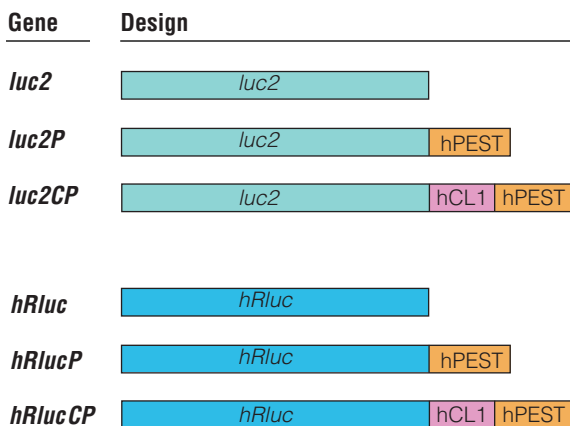 Gene Design
luc2 luc2
luc2P luc2 hPEST
luc2CP luc2 hCL1 hPEST
hRluc hRluc
hRlucP hRluc hPEST
hRlucCP hRluc hCL1 hPEST